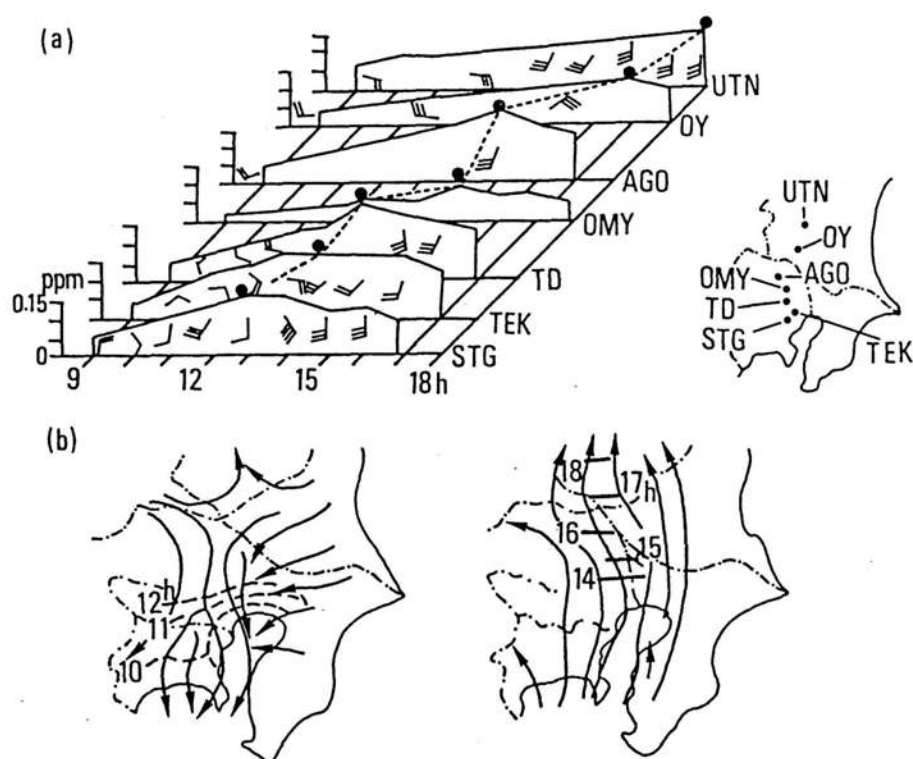 (a)
UTN
OY
AGO
OMY
TD
TEK
STG
ppm
0.15
0
9 12 15 18h
UTN
OY
OMY AGO
TD
STG
TEK
(b)
12h
11
10
18 17h
16 15
14